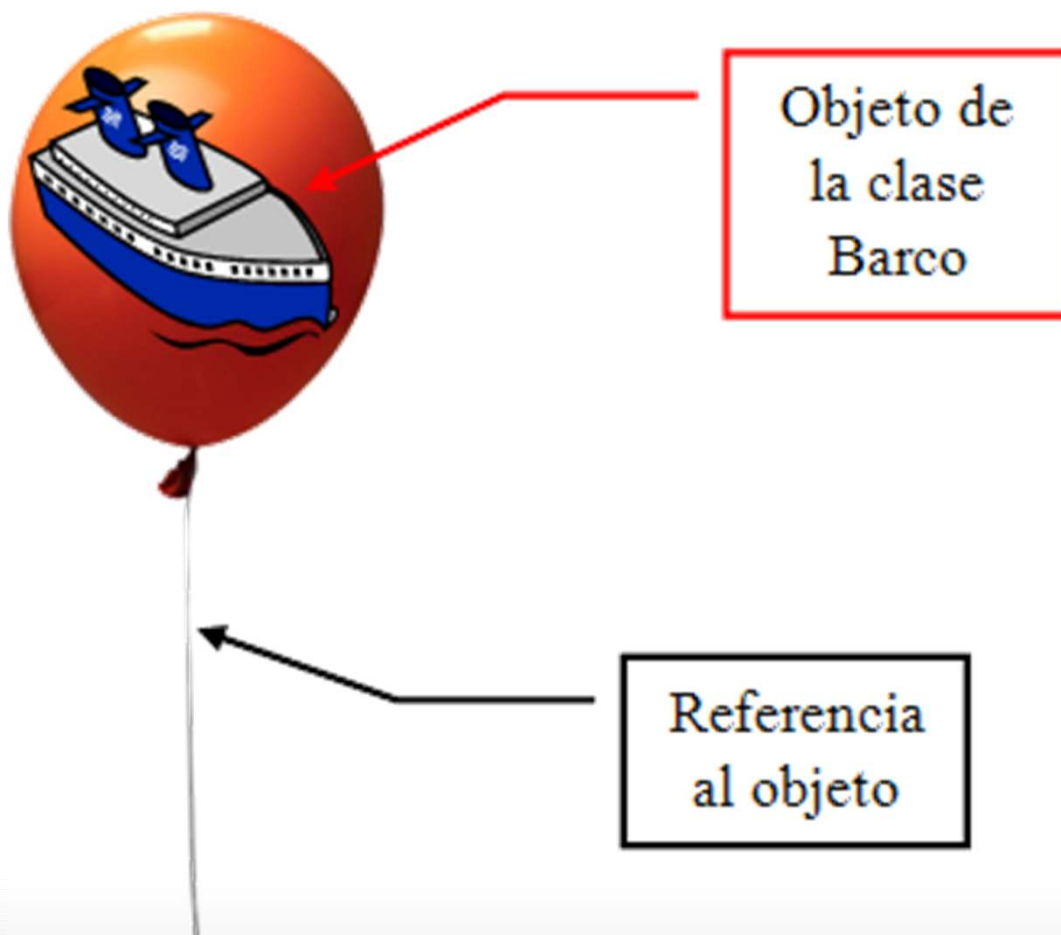 Objeto de
la clase
Barco
Referencia
al objeto